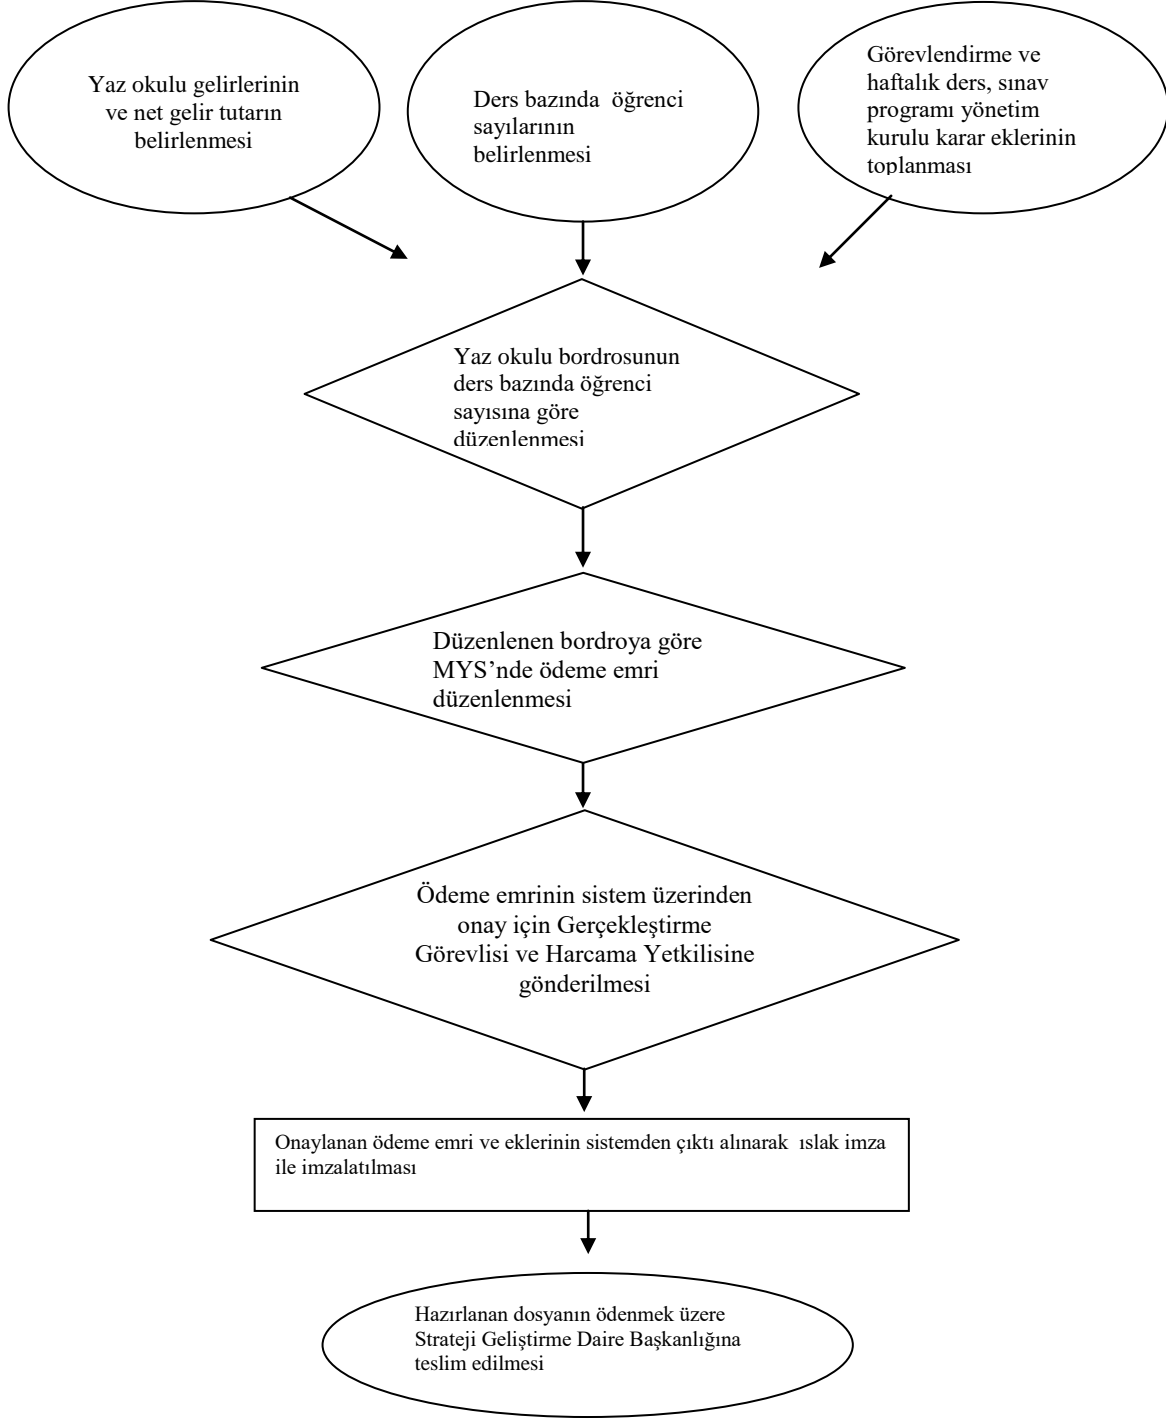 Yaz okulu gelirlerinin
ve net gelir tutarın
belirlenmesi
Ders bazında öğrenci
sayılarının
belirlenmesi
Görevlendirme ve
haftalık ders, sınav
programı yönetim
kurulu karar eklerinin
toplanması
Yaz okulu bordrosunun
ders bazında öğrenci
sayısına göre
düzenlenmesi
Düzenlenen bordroya göre
MYS’nde ödeme emri
düzenlenmesi
Ödeme emrinin sistem üzerinden
onay için Gerçekleştirme
Görevlisi ve Harcama Yetkilisine
gönderilmesi
Onaylanan ödeme emri ve eklerinin sistemden çıktı alınarak ıslak imza
ile imzalatılması
Hazırlanan dosyanın ödenmek üzere
Strateji Geliştirme Daire Başkanlığına
teslim edilmesi